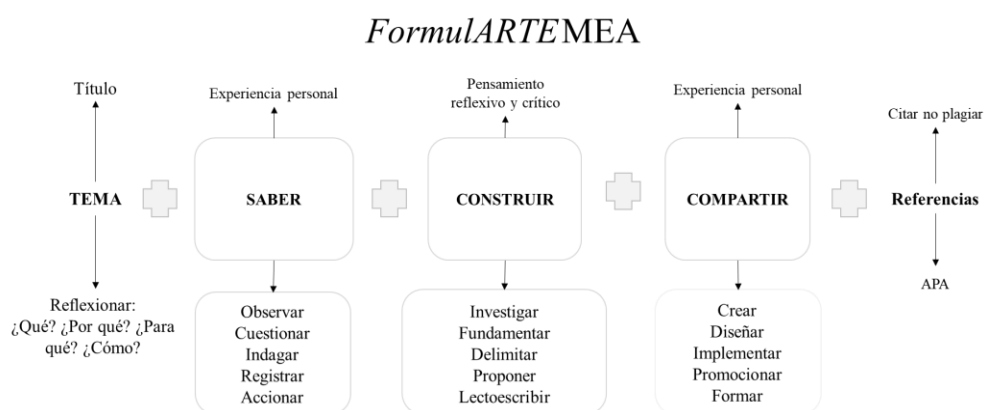 FormulARTEMEA
Título
TEMA
Reflexionar:
¿Qué? ¿Por qué? ¿Para
qué? ¿Cómo?
Experiencia personal
SABER
Observar
Cuestionar
Indagar
Registrar
Accionar
Pensamiento
reflexivo y crítico
CONSTRUIR
Investigar
Fundamentar
Delimitar
Proponer
Lectoescribir
Experiencia personal
COMPARTIR
Crear
Diseñar
Implementar
Promocionar
Formar
Citar no plagiar
Referencias
APA